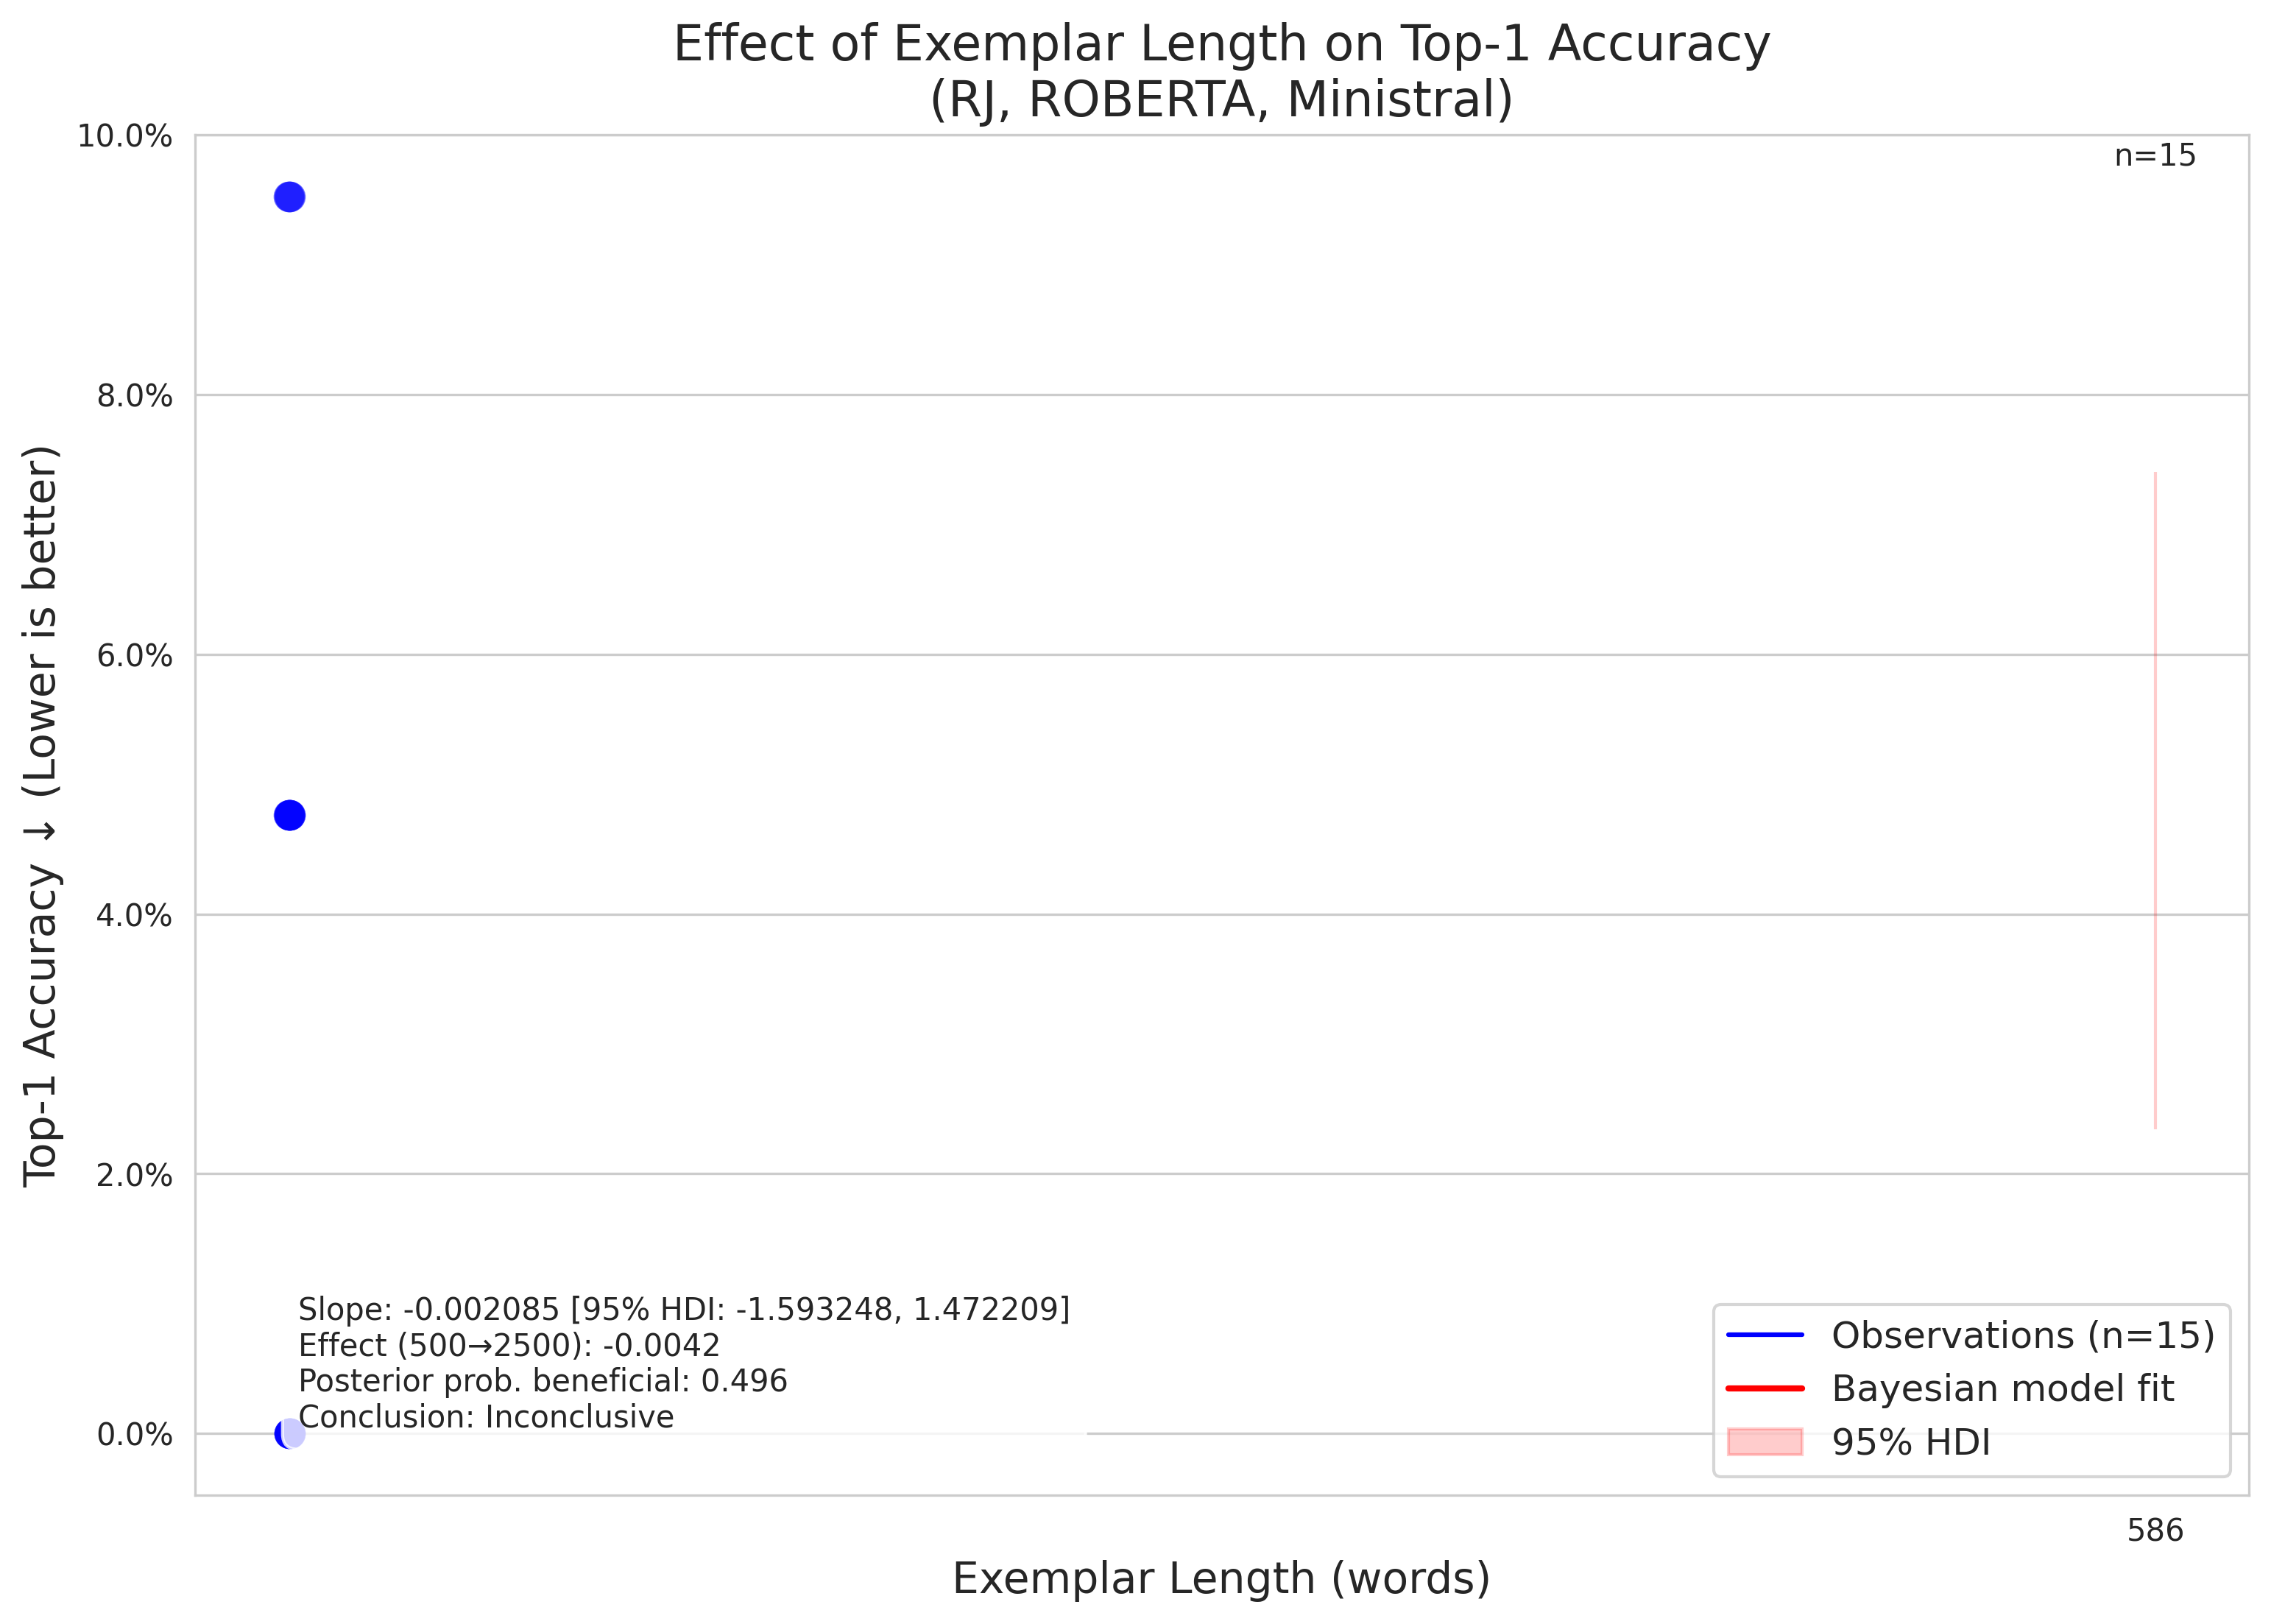 Effect of Exemplar Length on Top-1 Accuracy
(RJ, ROBERTA, Ministral)
Top-1 Accuracy ↓ (Lower is better)
10.0%
8.0%
6.0%
4.0%
2.0%
0.0%
n=15
Slope: -0.002085 [95% HDI: -1.593248, 1.472209]
Effect (500→2500): -0.0042
Posterior prob. beneficial: 0.496
Conclusion: Inconclusive
Observations (n=15)
Bayesian model fit
95% HDI
586
Exemplar Length (words)